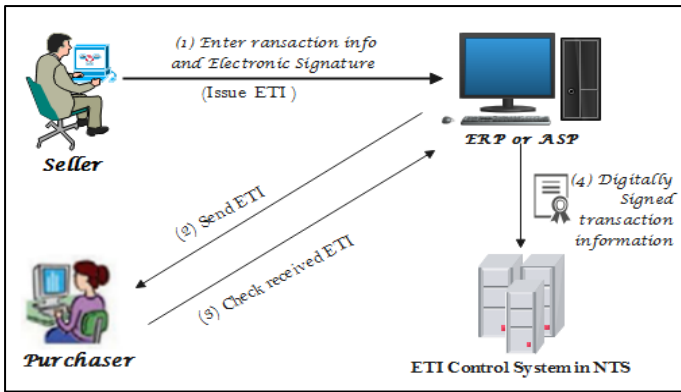 (1) Enter ransaction info
and Electronic Signature
(Issue ETI )
Seller
ERP or ASP
(2) Send ETI
(3) Check received ETI
(4) Digitally
Signed
transaction
information
Purchaser
ETI Control System in NTS